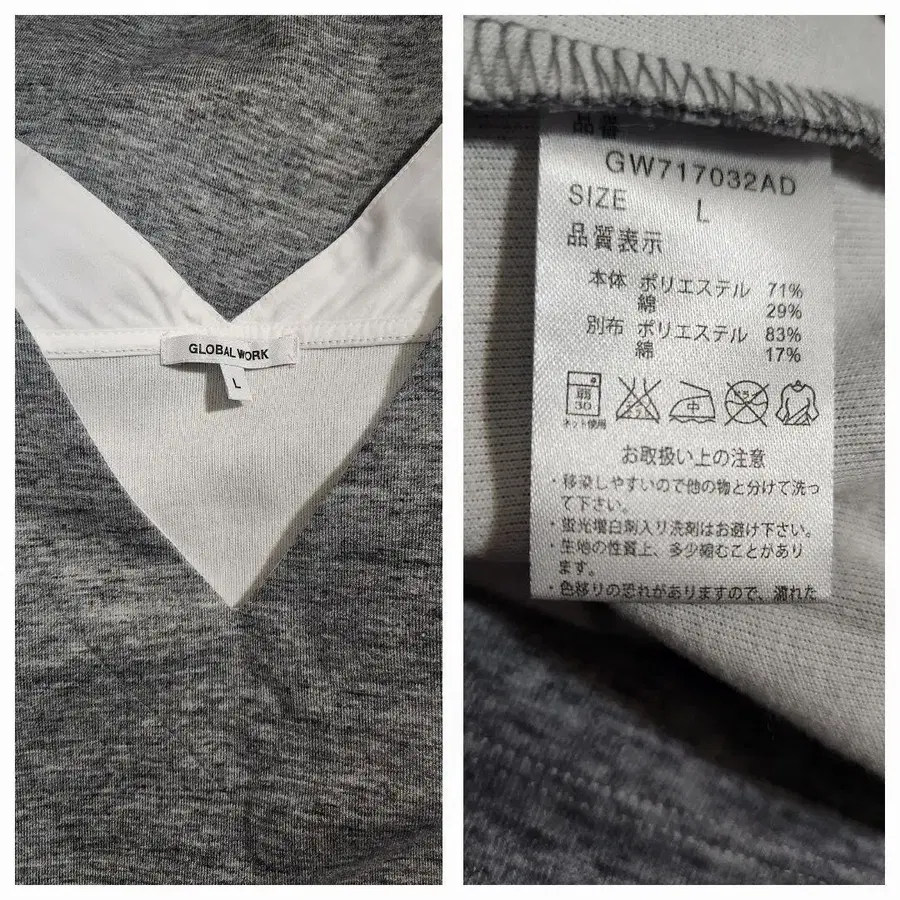 GLOBAL WORK
L
品番
GW717032AD
SIZE L
品質表示
本体 ポリエステル 71%
綿 29%
別布 ポリエステル 83%
綿 17%
弱
30
中
ネット使用
お取扱い上の注意
・移染しやすいので他の物と分けて洗っ
て下さい。
・蛍光増白剤入り洗剤はお避け下さい。
・生地の性質上、多少縮むことがあり
ます。
・色移りの恐れがありますので、濡れた